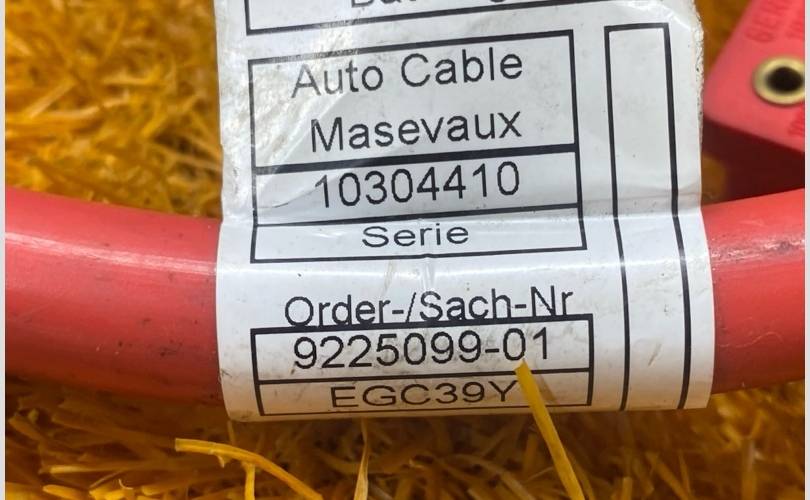 Auto Cable
Masevaux
10304410
Serie
Order-/Sach-Nr
9225099-01
EGC39Y